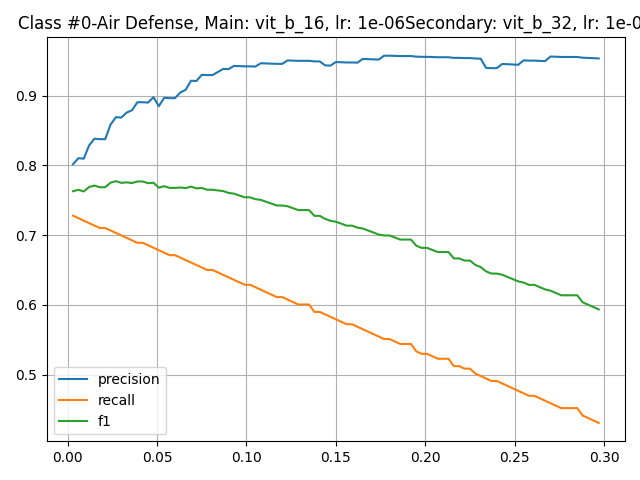 Class #0-Air Defense, Main: vit_b_16, lr: 1e-06Secondary: vit_b_32, lr: 1e-0
0.9
0.8
0.7
0.6
0.5
precision
recall
f1
0.00 0.05 0.10 0.15 0.20 0.25 0.30